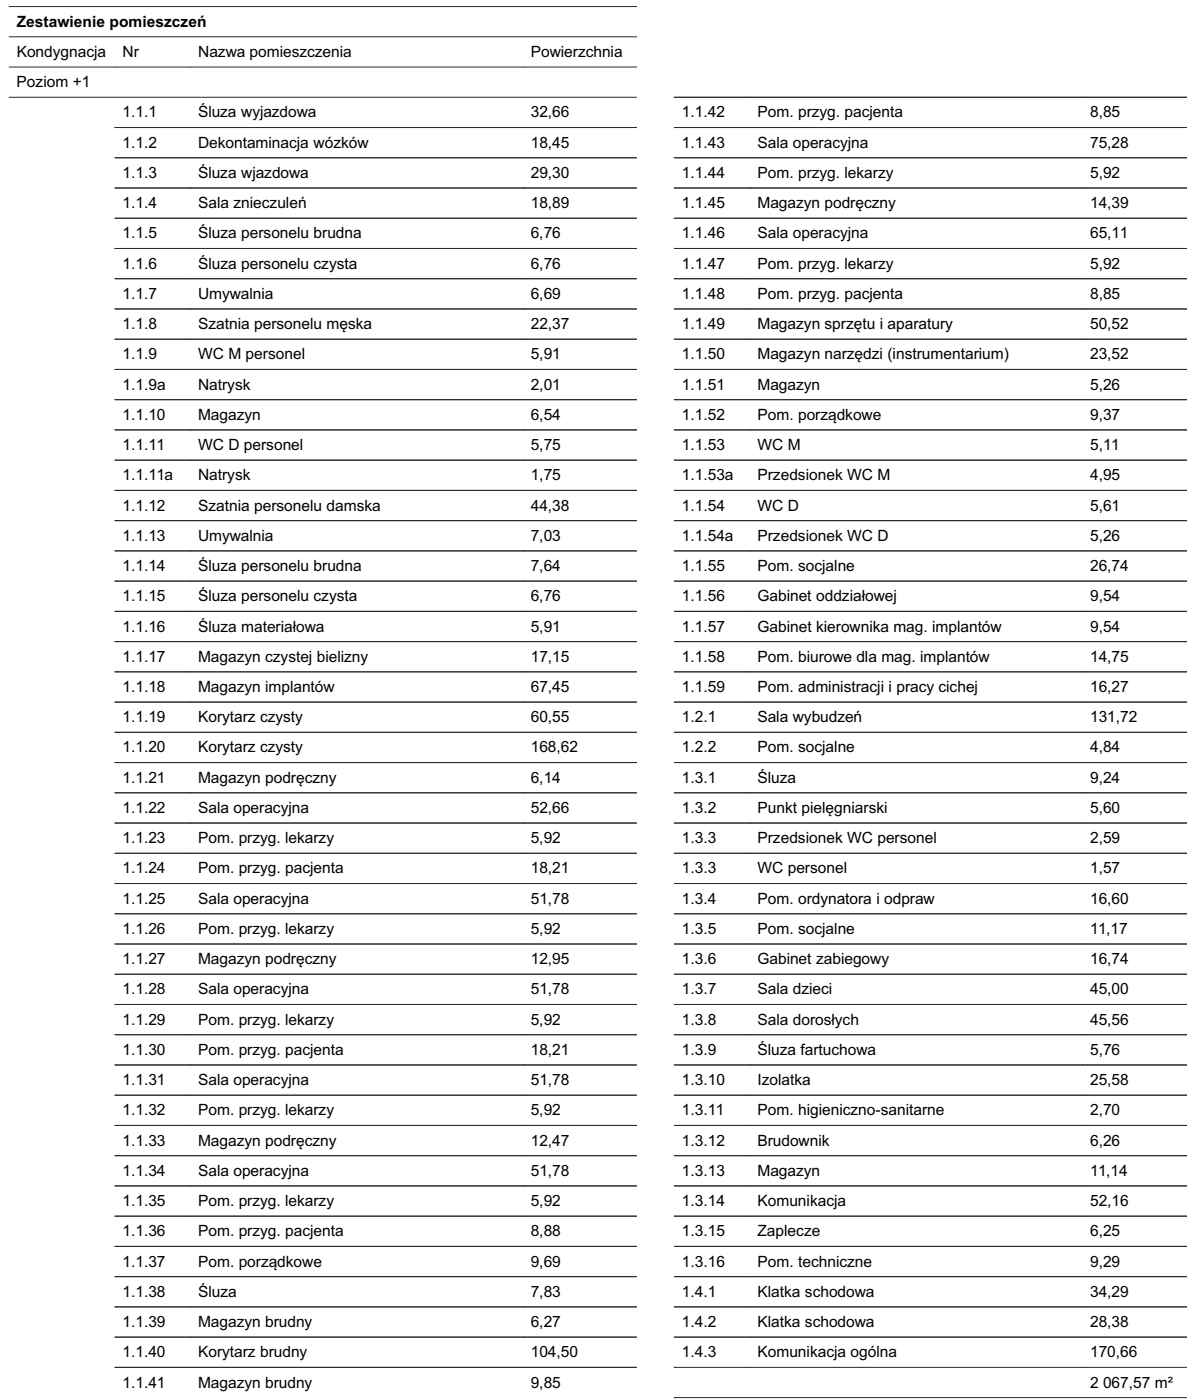 Zestawienie pomieszczeń
Kondygnacja Nr Nazwa pomieszczenia Powierzchnia
Poziom +1
1.1.1 Śluza wyjazdowa 32,66
1.1.2 Dekontaminacja wózków 18,45
1.1.3 Śluza wjazdowa 29,30
1.1.4 Sala znieczuleń 18,89
1.1.5 Śluza personelu brudna 6,76
1.1.6 Śluza personelu czysta 6,76
1.1.7 Umywalnia 6,69
1.1.8 Szatnia personelu męska 22,37
1.1.9 WC M personel 5,91
1.1.9a Natrysk 2,01
1.1.10 Magazyn 6,54
1.1.11 WC D personel 5,75
1.1.11a Natrysk 1,75
1.1.12 Szatnia personelu damska 44,38
1.1.13 Umywalnia 7,03
1.1.14 Śluza personelu brudna 7,64
1.1.15 Śluza personelu czysta 6,76
1.1.16 Śluza materiałowa 5,91
1.1.17 Magazyn czystej bielizny 17,15
1.1.18 Magazyn implantów 67,45
1.1.19 Korytarz czysty 60,55
1.1.20 Korytarz czysty 168,62
1.1.21 Magazyn podręczny 6,14
1.1.22 Sala operacyjna 52,66
1.1.23 Pom. przyg. lekarzy 5,92
1.1.24 Pom. przyg. pacjenta 18,21
1.1.25 Sala operacyjna 51,78
1.1.26 Pom. przyg. lekarzy 5,92
1.1.27 Magazyn podręczny 12,95
1.1.28 Sala operacyjna 51,78
1.1.29 Pom. przyg. lekarzy 5,92
1.1.30 Pom. przyg. pacjenta 18,21
1.1.31 Sala operacyjna 51,78
1.1.32 Pom. przyg. lekarzy 5,92
1.1.33 Magazyn podręczny 12,47
1.1.34 Sala operacyjna 51,78
1.1.35 Pom. przyg. lekarzy 5,92
1.1.36 Pom. przyg. pacjenta 8,88
1.1.37 Pom. porządkowe 9,69
1.1.38 Śluza 7,83
1.1.39 Magazyn brudny 6,27
1.1.40 Korytarz brudny 104,50
1.1.41 Magazyn brudny 9,85
1.1.42 Pom. przyg. pacjenta 8,85
1.1.43 Sala operacyjna 75,28
1.1.44 Pom. przyg. lekarzy 5,92
1.1.45 Magazyn podręczny 14,39
1.1.46 Sala operacyjna 65,11
1.1.47 Pom. przyg. lekarzy 5,92
1.1.48 Pom. przyg. pacjenta 8,85
1.1.49 Magazyn sprzętu i aparatury 50,52
1.1.50 Magazyn narzędzi (instrumentarium) 23,52
1.1.51 Magazyn 5,26
1.1.52 Pom. porządkowe 9,37
1.1.53 WC M 5,11
1.1.53a Przedsionek WC M 4,95
1.1.54 WC D 5,61
1.1.54a Przedsionek WC D 5,26
1.1.55 Pom. socjalne 26,74
1.1.56 Gabinet oddziałowej 9,54
1.1.57 Gabinet kierownika mag. implantów 9,54
1.1.58 Pom. biurowe dla mag. implantów 14,75
1.1.59 Pom. administracji i pracy cichej 16,27
1.2.1 Sala wybudzeń 131,72
1.2.2 Pom. socjalne 4,84
1.3.1 Śluza 9,24
1.3.2 Punkt pielęgniarski 5,60
1.3.3 Przedsionek WC personel 2,59
1.3.3 WC personel 1,57
1.3.4 Pom. ordynatora i odpraw 16,60
1.3.5 Pom. socjalne 11,17
1.3.6 Gabinet zabiegowy 16,74
1.3.7 Sala dzieci 45,00
1.3.8 Sala dorosłych 45,56
1.3.9 Śluza fartuchowa 5,76
1.3.10 Izolatka 25,58
1.3.11 Pom. higieniczno-sanitarne 2,70
1.3.12 Brudownik 6,26
1.3.13 Magazyn 11,14
1.3.14 Komunikacja 52,16
1.3.15 Zaplecze 6,25
1.3.16 Pom. techniczne 9,29
1.4.1 Klatka schodowa 34,29
1.4.2 Klatka schodowa 28,38
1.4.3 Komunikacja ogólna 170,66
2 067,57 m²